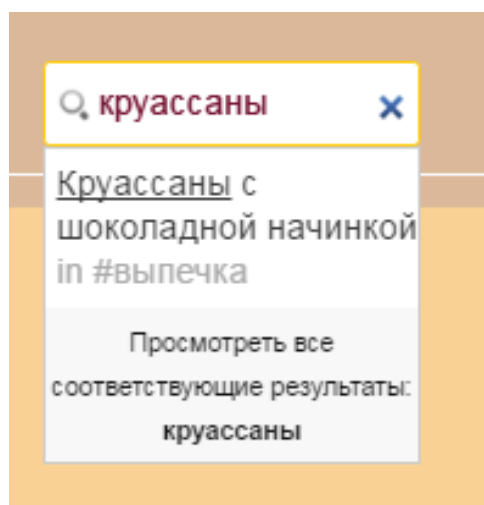 круассаны
Круассаны с
шоколадной начинкой
in #выпечка
Просмотреть все
соответствующие результаты:
круассаны